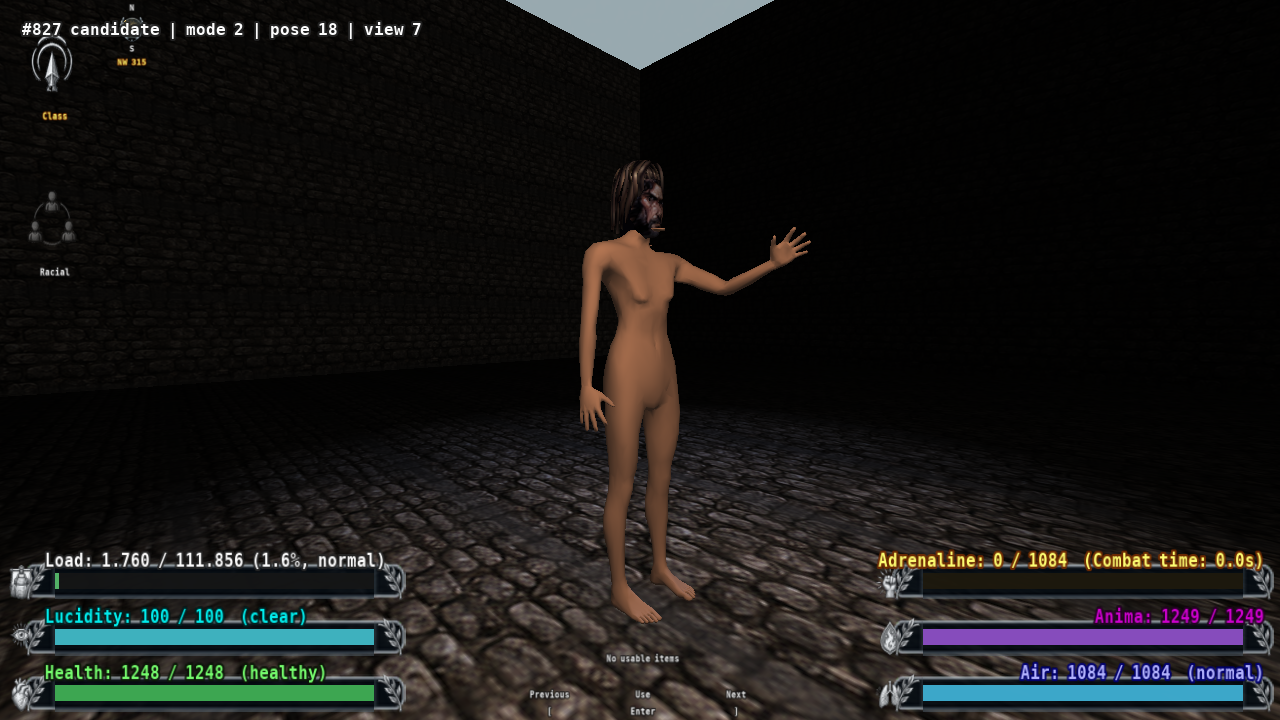 #827 candidate | mode 2 | pose 18 | view 7
N
S
NW 315
Class
Racial
Load: 1.760 / 111.856 (1.6%, normal)
Lucidity: 100 / 100 (clear)
Health: 1248 / 1248 (healthy)
Adrenaline: 0 / 1084 (Combat time: 0.0s)
Anima: 1249 / 1249
Air: 1084 / 1084 (normal)
No usable items
Previous Use Next
[ Enter ]